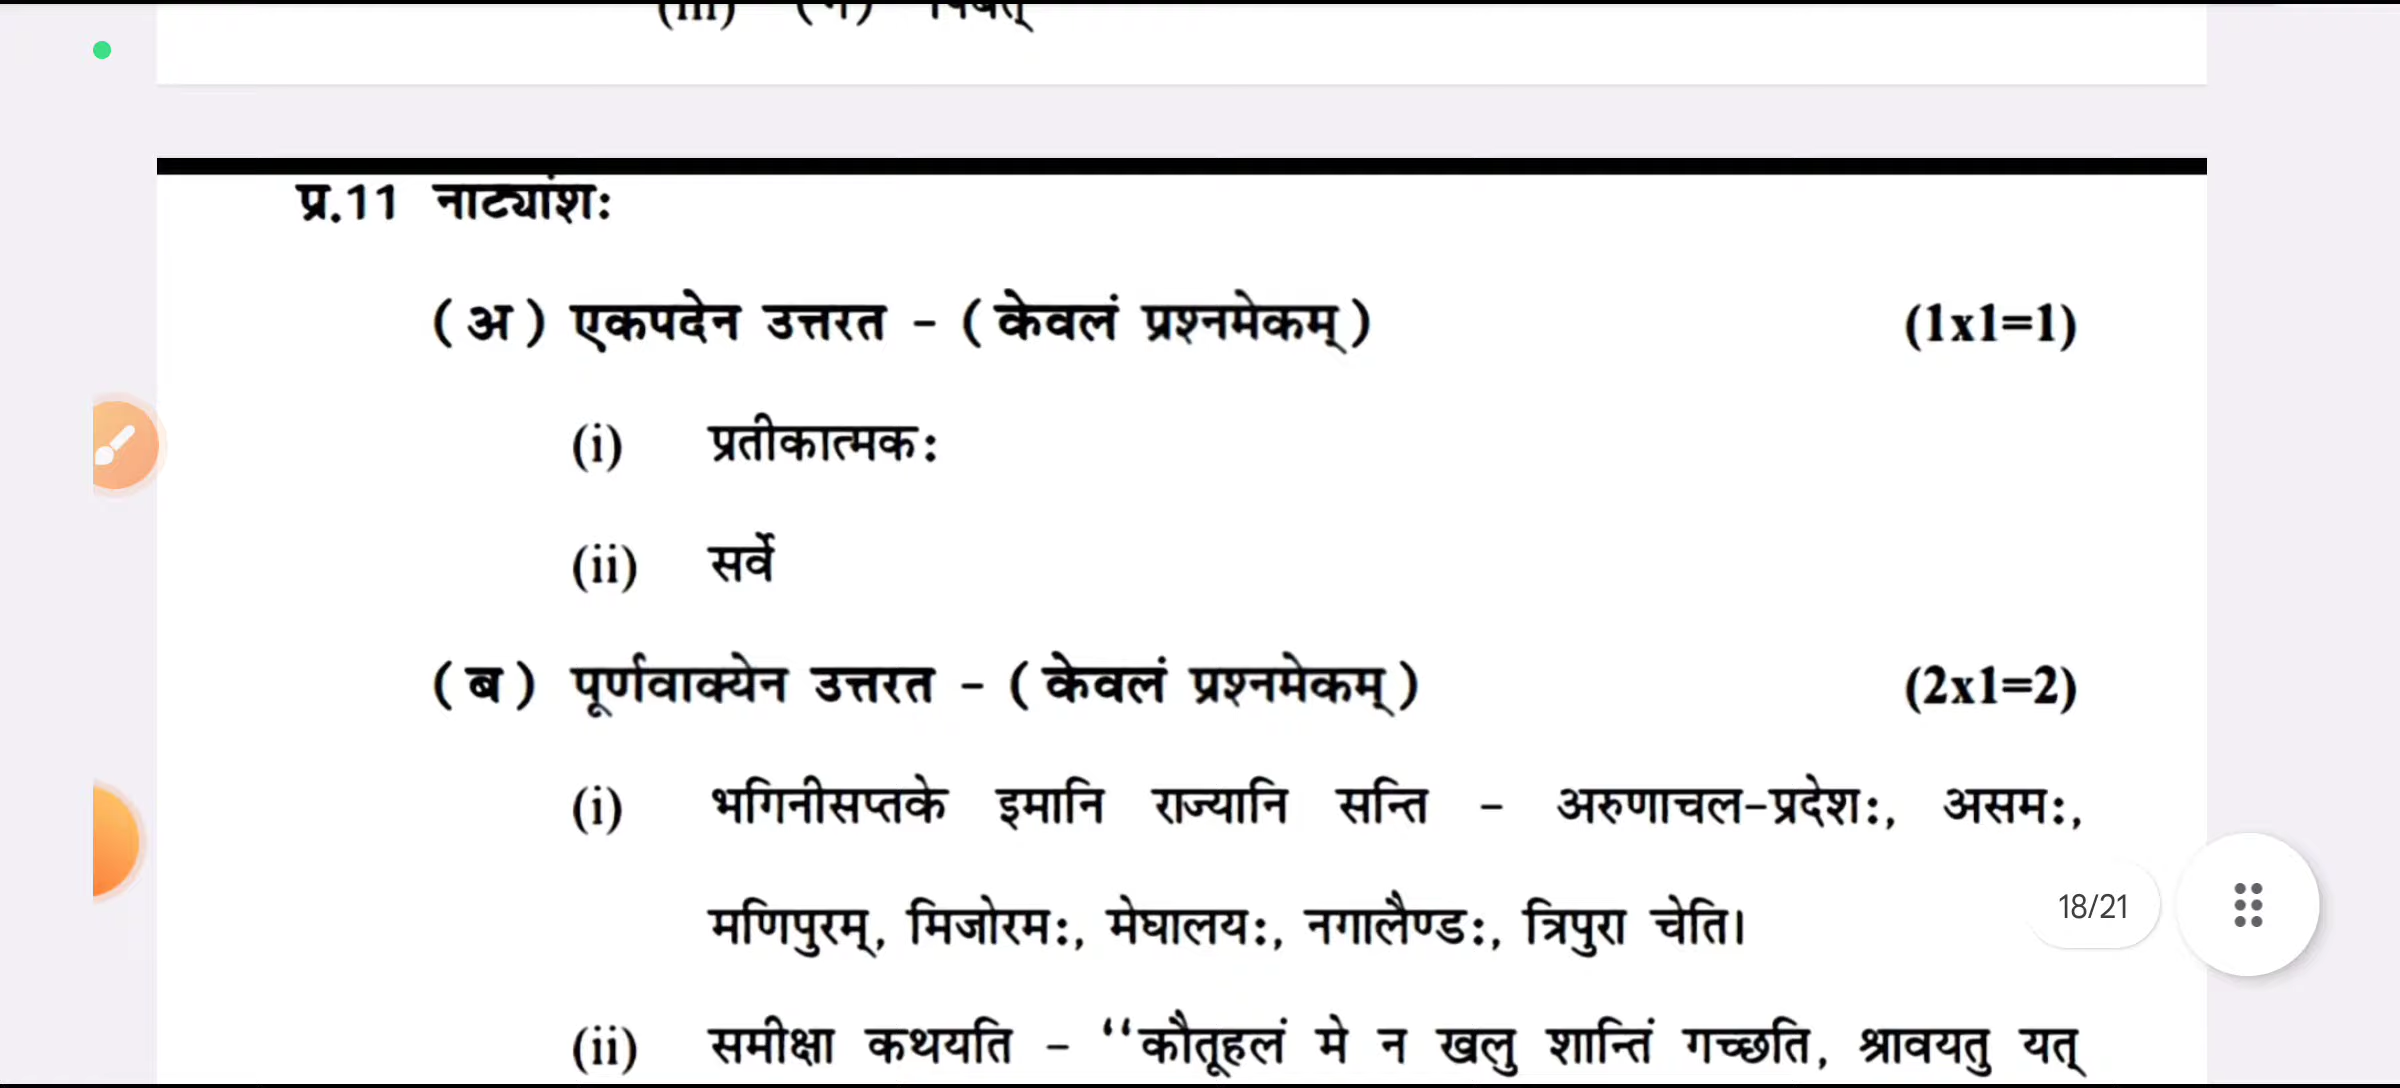 (iii) (ग)
प्र.11 नाट्यांशः
(अ) एकपदेन उत्तरत - (केवलं प्रश्नमेकम्) (1x1=1)
(i) प्रतीकात्मकः
(ii) सर्वे
(ब) पूर्णवाक्येन उत्तरत - (केवलं प्रश्नमेकम्) (2x1=2)
(i) भगिनीसप्तके इमानि राज्यानि सन्ति - अरुणाचल-प्रदेशः, असमः,
मणिपुरम्, मिजोरमः, मेघालयः, नगालैण्डः, त्रिपुरा चेति।
18/21
(ii) समीक्षा कथयति - ‘‘कौतूहलं मे न खलु शान्तिं गच्छति, श्रावयतु यत्